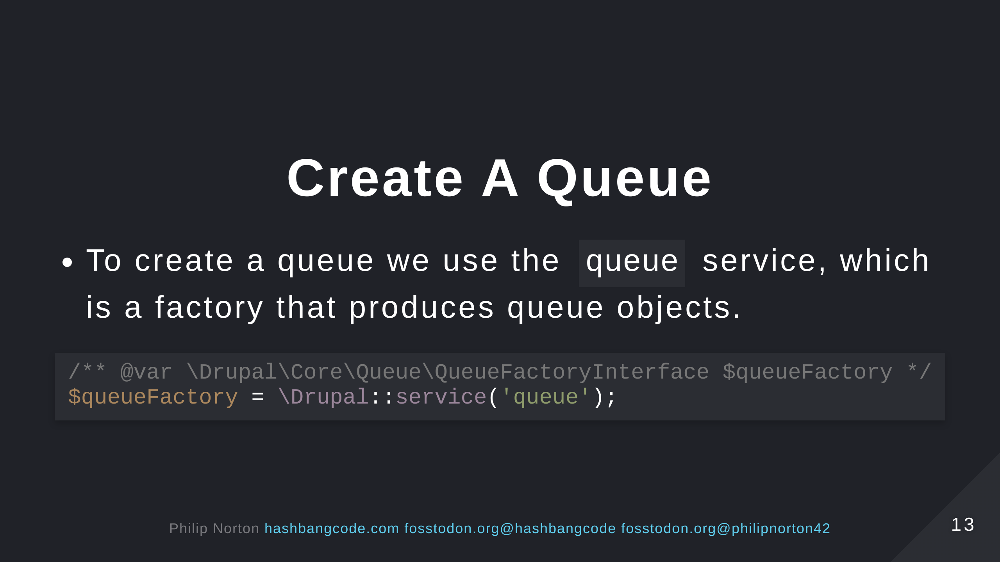 Create A Queue
• To create a queue we use the queue service, which
is a factory that produces queue objects.
/** @var \Drupal\Core\Queue\QueueFactoryInterface $queueFactory */
$queueFactory = \Drupal::service('queue');
Philip Norton hashbangcode.com fosstodon.org@hashbangcode fosstodon.org@philipnorton42
13